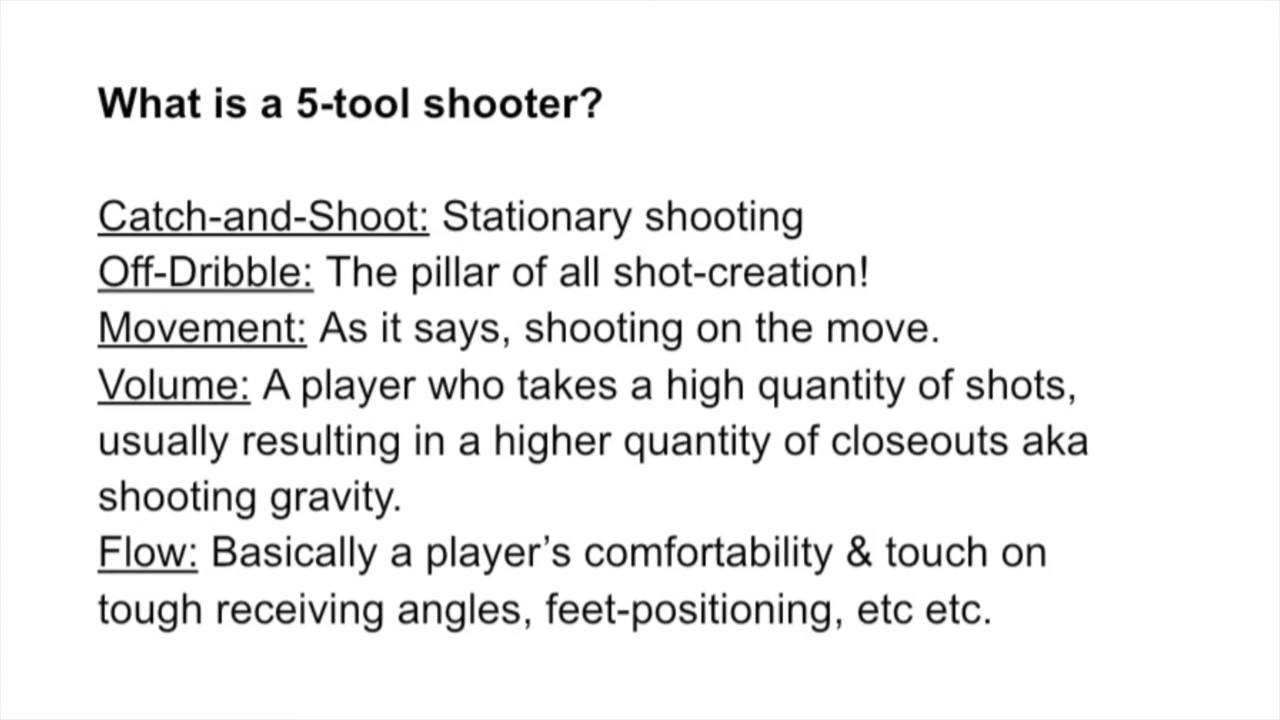 What is a 5-tool shooter?
Catch-and-Shoot: Stationary shooting
Off-Dribble: The pillar of all shot-creation!
Movement: As it says, shooting on the move.
Volume: A player who takes a high quantity of shots,
usually resulting in a higher quantity of closeouts aka
shooting gravity.
Flow: Basically a player’s comfortability & touch on
tough receiving angles, feet-positioning, etc etc.